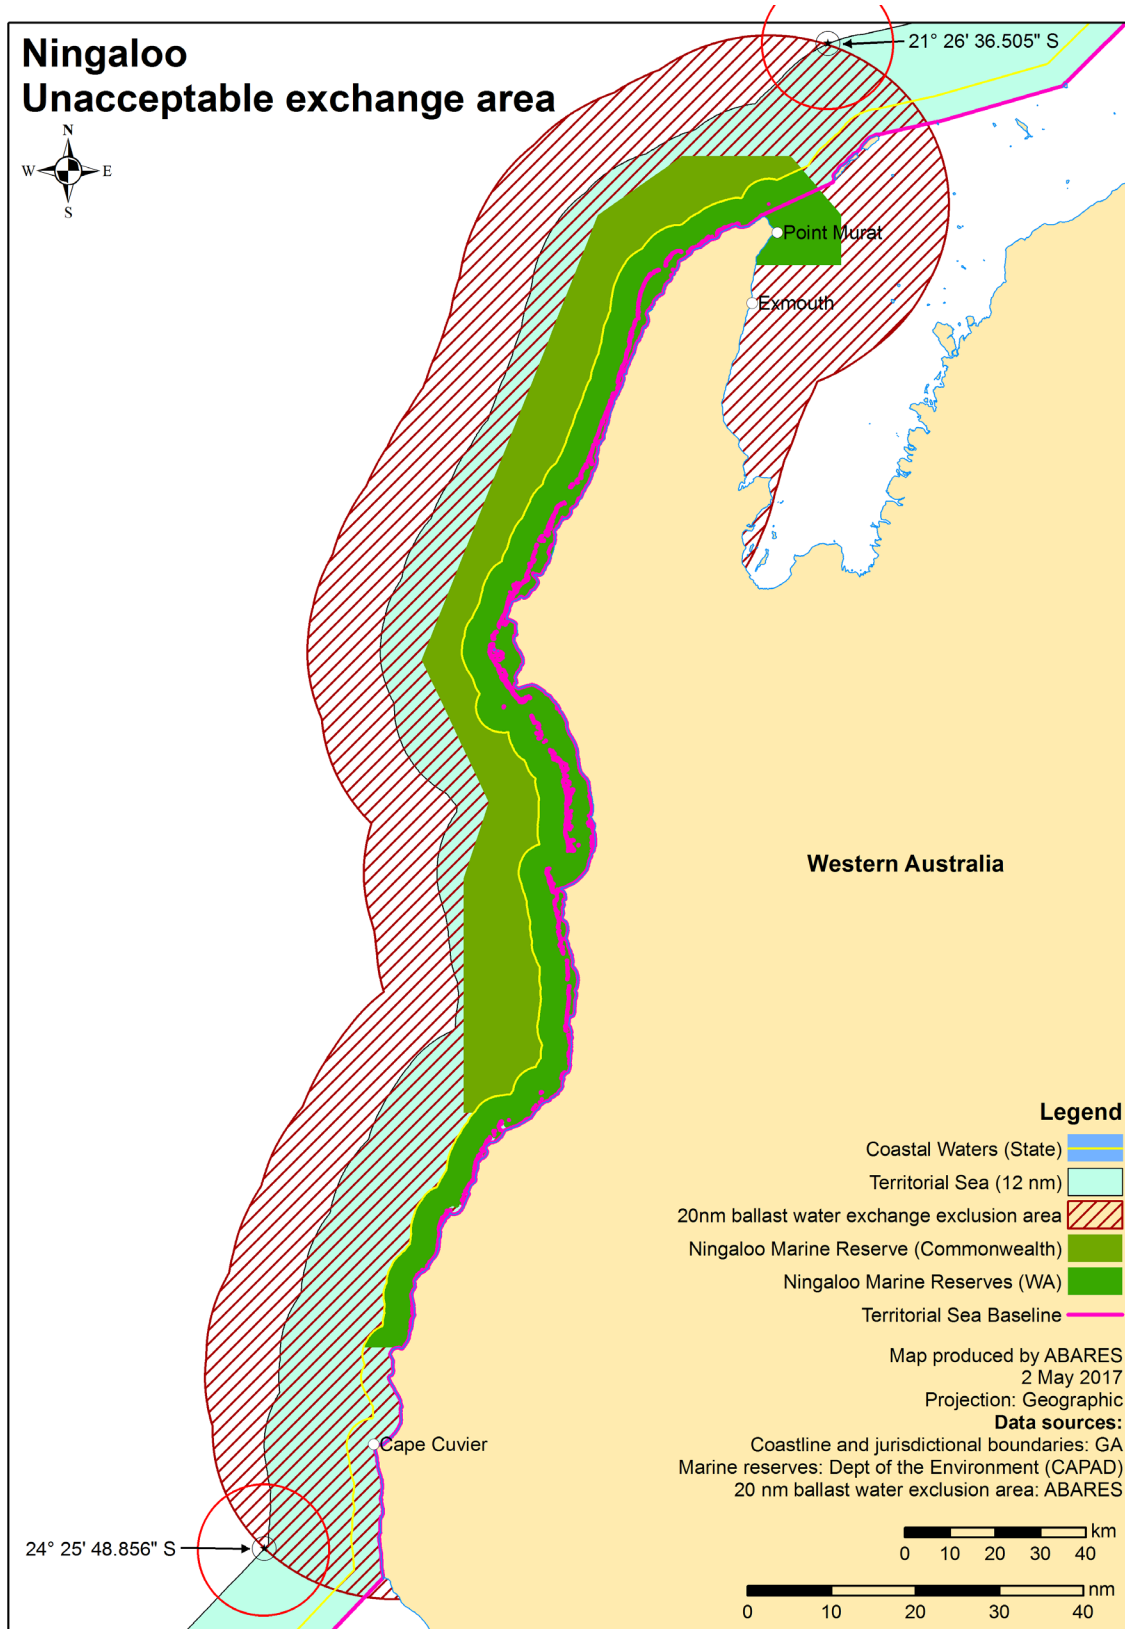 Ningaloo
Unacceptable exchange area
21° 26' 36.505" S
N
W E
S
Point Murat
Exmouth
Western Australia
Legend
Coastal Waters (State)
Territorial Sea (12 nm)
20nm ballast water exchange exclusion area
Ningaloo Marine Reserve (Commonwealth)
Ningaloo Marine Reserves (WA)
Territorial Sea Baseline
Map produced by ABARES
2 May 2017
Projection: Geographic
Data sources:
Coastline and jurisdictional boundaries: GA
Marine reserves: Dept of the Environment (CAPAD)
20 nm ballast water exclusion area: ABARES
Cape Cuvier
24° 25' 48.856" S
km
0 10 20 30 40
nm
0 10 20 30 40